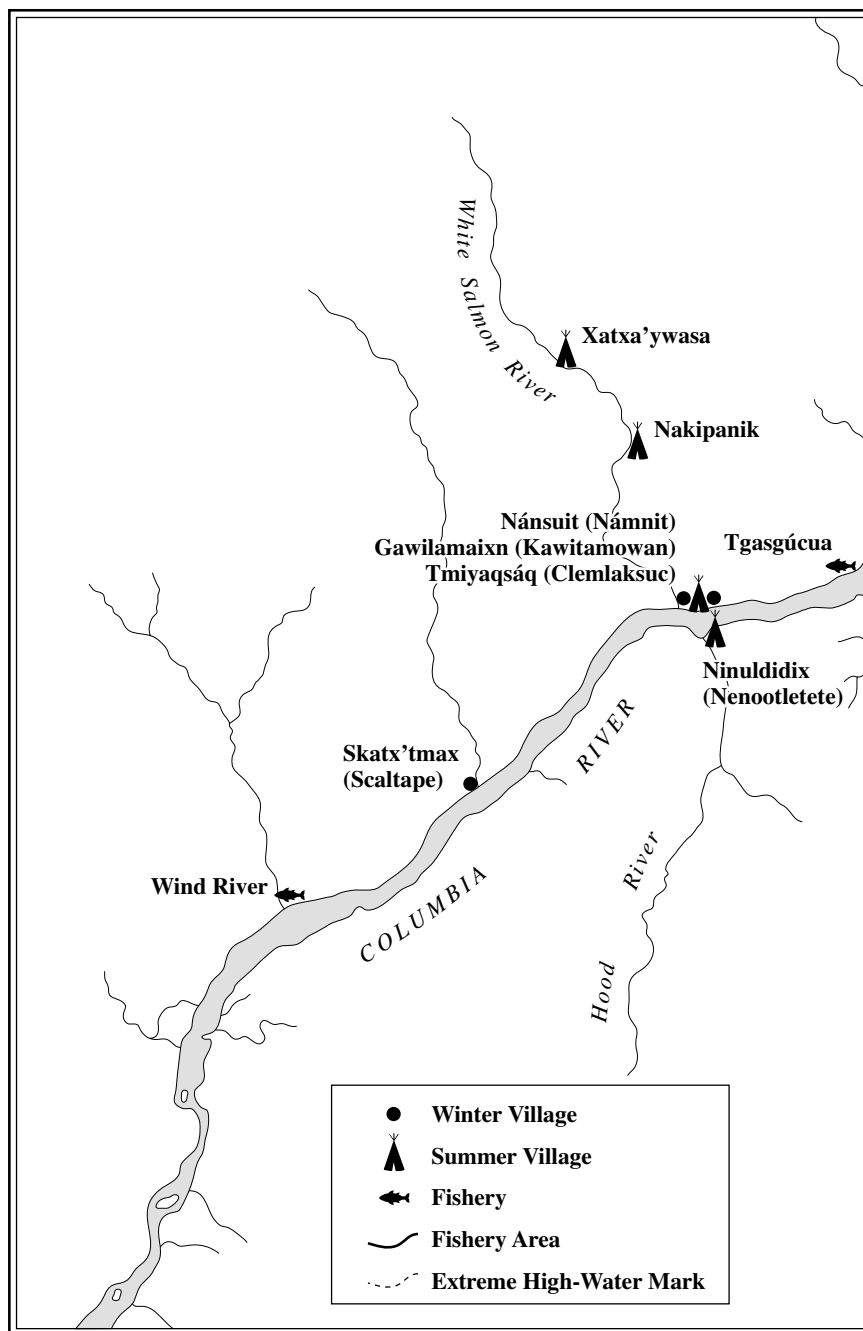 White Salmon River
Xatxa'ywasa
Nakipanik
Nánsuit (Námnit)
Gawilamaixn (Kawitamowan)
Tmiyaqsáq (Clemlaksuc)
Tgasgúcua
Ninuldidix
(Nenootletete)
Skatx'tmax
(Scaltape)
Wind River
COLUMBIA RIVER
Hood River
Winter Village
Summer Village
Fishery
Fishery Area
Extreme High-Water Mark